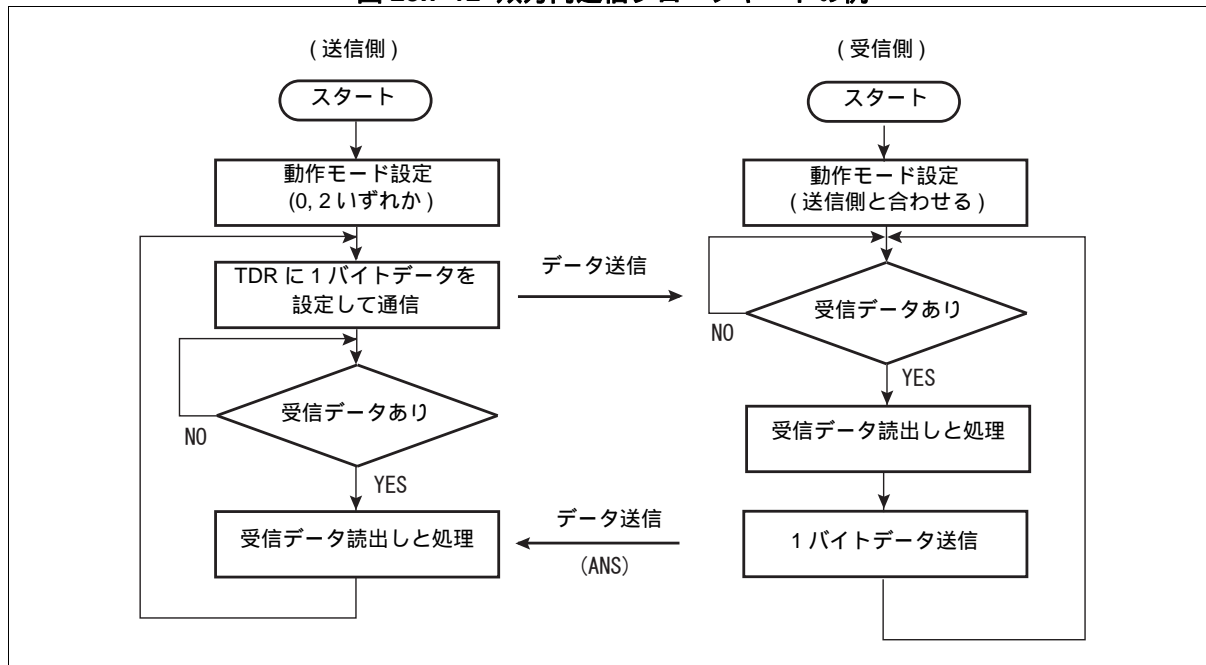 (送信側)
スタート
動作モード設定
(0, 2 いずれか)
TDR に 1 バイトデータを
設定して通信
受信データあり
NO
YES
受信データ読出しと処理
データ送信
データ送信
(ANS)
(受信側)
スタート
動作モード設定
(送信側と合わせる)
受信データあり
NO
YES
受信データ読出しと処理
1 バイトデータ送信